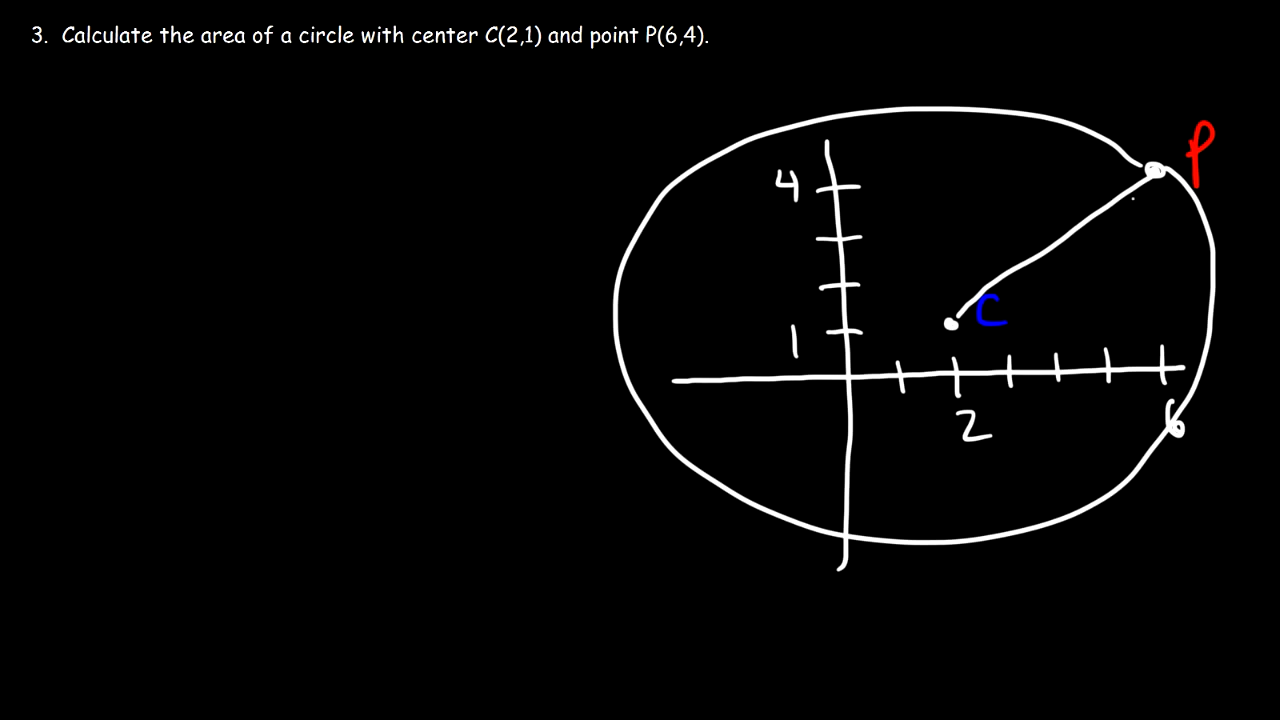 3. Calculate the area of a circle with center C(2,1) and point P(6,4).
P
4
C
1
2
6